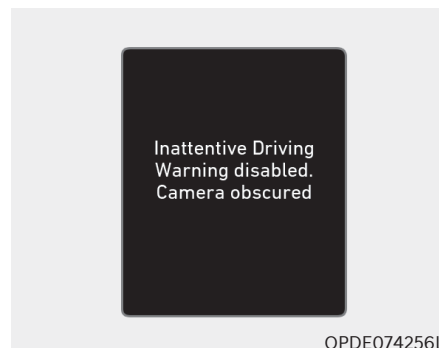 Inattentive Driving
Warning disabled.
Camera obscured
OPDE074256L